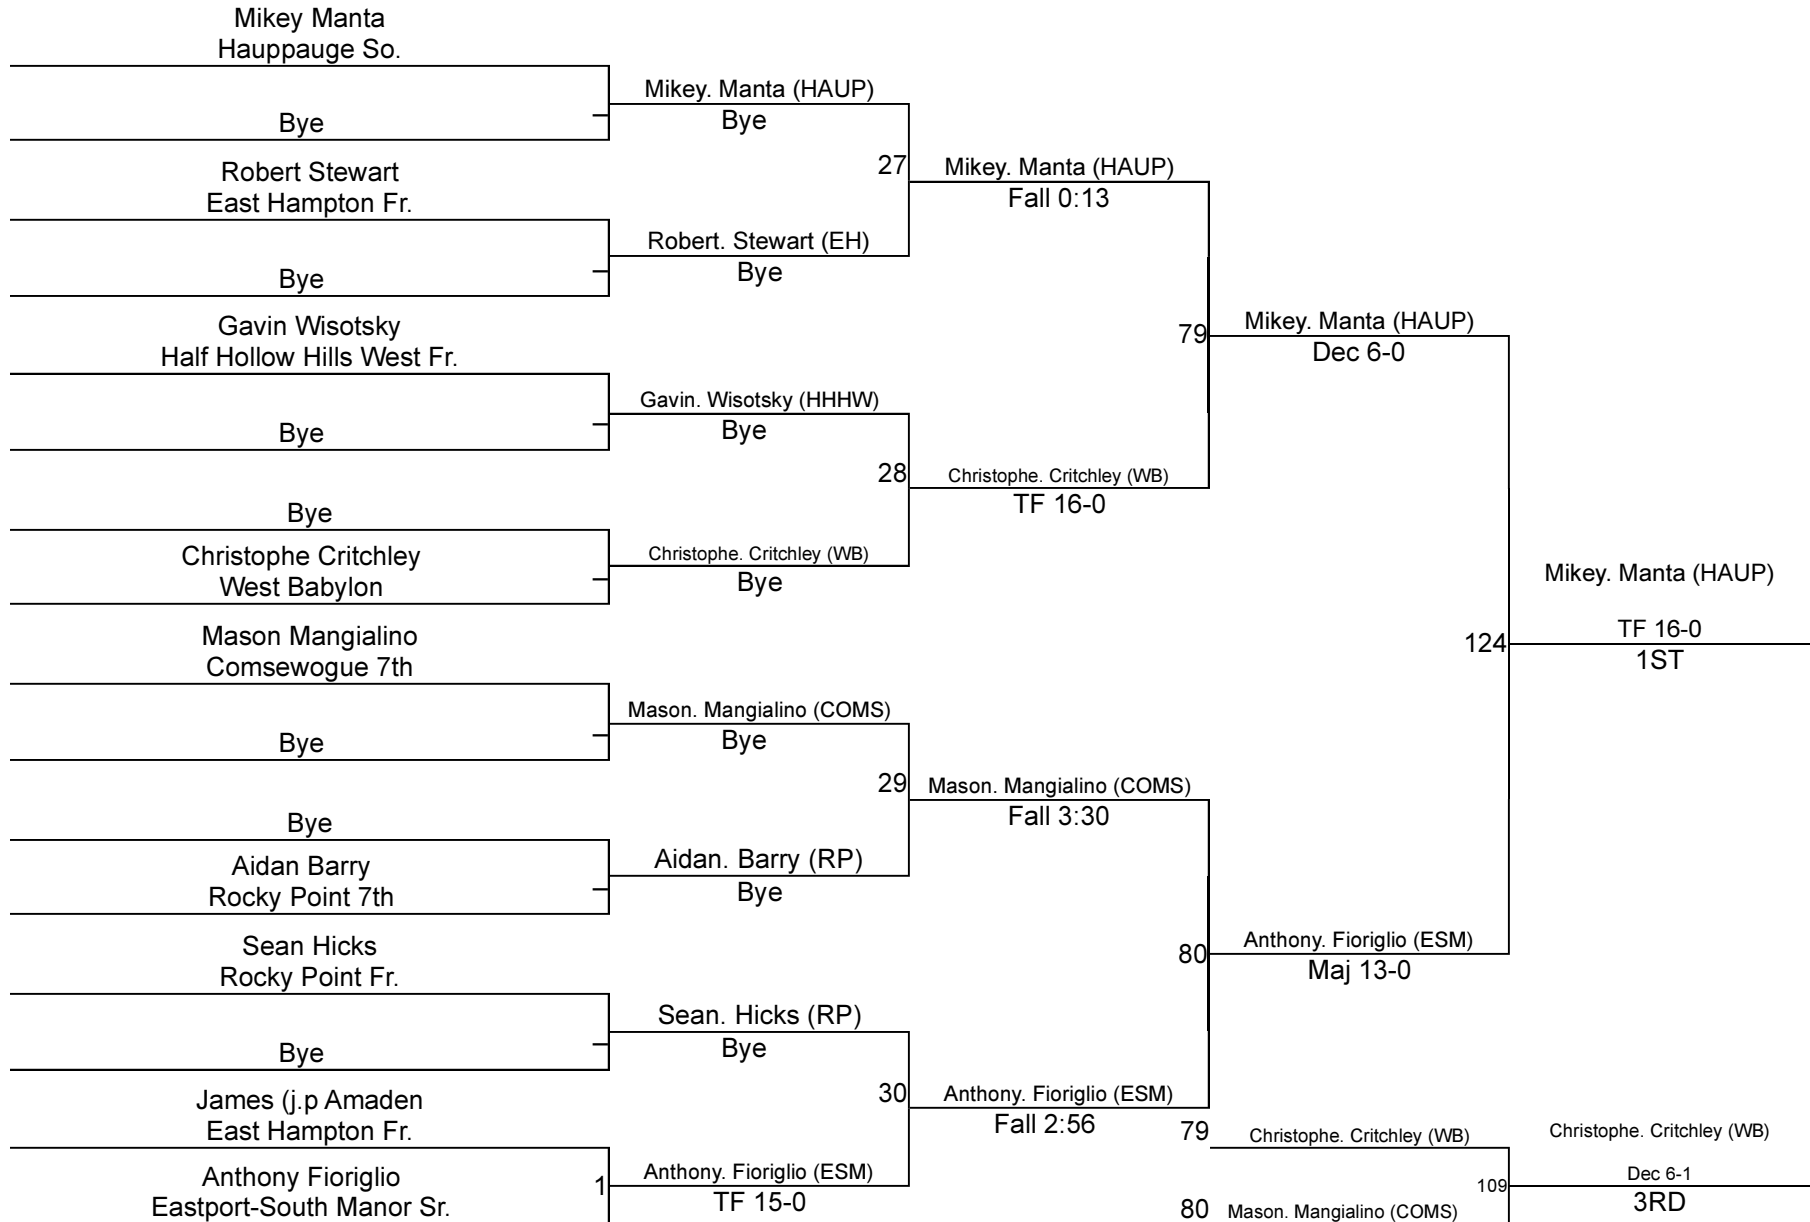 Mikey Manta
Hauppauge So.
Bye
Robert Stewart
East Hampton Fr.
Bye
Gavin Wisotsky
Half Hollow Hills West Fr.
Bye
Bye
Christophe Critchley
West Babylon
Mason Mangialino
Comsewogue 7th
Bye
Bye
Aidan Barry
Rocky Point 7th
Sean Hicks
Rocky Point Fr.
Bye
James (j.p Amaden
East Hampton Fr.
Anthony Fioriglio
Eastport-South Manor Sr.
Mikey. Manta (HAUP)
Bye
Robert. Stewart (EH)
Bye
Gavin. Wisotsky (HHHW)
Bye
Christophe. Critchley (WB)
Bye
Mason. Mangialino (COMS)
Bye
Aidan. Barry (RP)
Bye
Sean. Hicks (RP)
Bye
1
Anthony. Fioriglio (ESM)
TF 15-0
27
Mikey. Manta (HAUP)
Fall 0:13
28
Christophe. Critchley (WB)
TF 16-0
29
Mason. Mangialino (COMS)
Fall 3:30
30
Anthony. Fioriglio (ESM)
Fall 2:56
79
Mikey. Manta (HAUP)
Dec 6-0
80
Anthony. Fioriglio (ESM)
Maj 13-0
124
Mikey. Manta (HAUP)
TF 16-0
1ST
79
Christophe. Critchley (WB)
80
Mason. Mangialino (COMS)
109
Christophe. Critchley (WB)
Dec 6-1
3RD